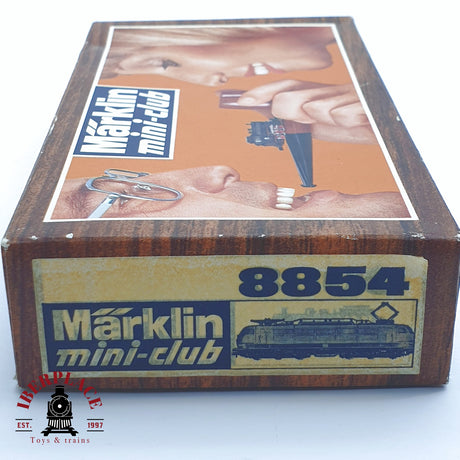 Märklin
mini-club
8854
Märklin
mini-club
IBERPLACE
EST. 1997
Toys & trains